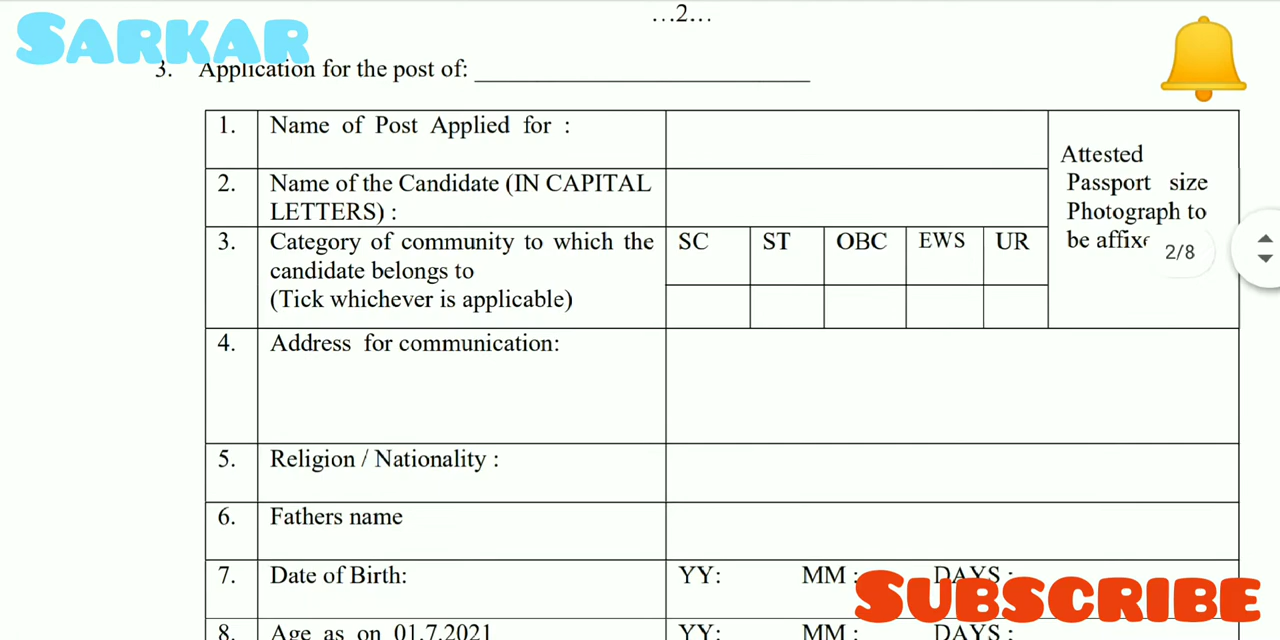 ...2...
SARKAR
3. Application for the post of:
1. Name of Post Applied for :
Attested
Passport size
Photograph to
be affixe
2. Name of the Candidate (IN CAPITAL
LETTERS) :
3. Category of community to which the
candidate belongs to
(Tick whichever is applicable)
SC ST OBC EWS UR
2/8
4. Address for communication:
5. Religion / Nationality :
6. Fathers name
7. Date of Birth: YY: MM : DAYS :
SUBSCRIBE
8. Age as on 01.7.2021 YY: MM : DAYS :